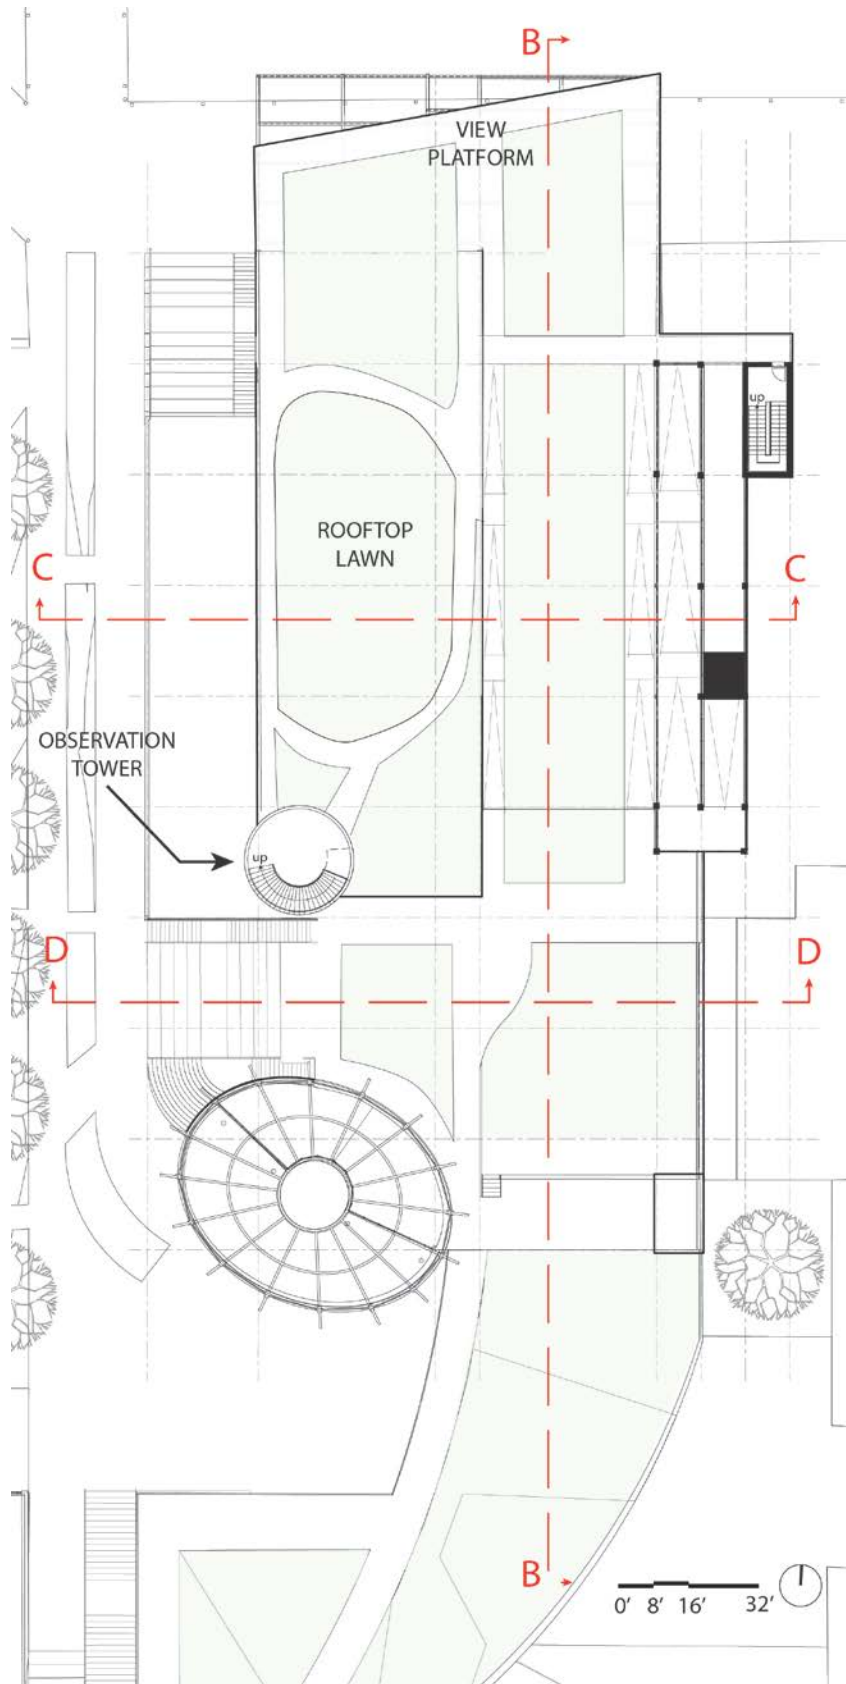 B
VIEW
PLATFORM
up
ROOFTOP
LAWN
C
C
OBSERVATION
TOWER
up
D
D
B
0' 8' 16' 32'